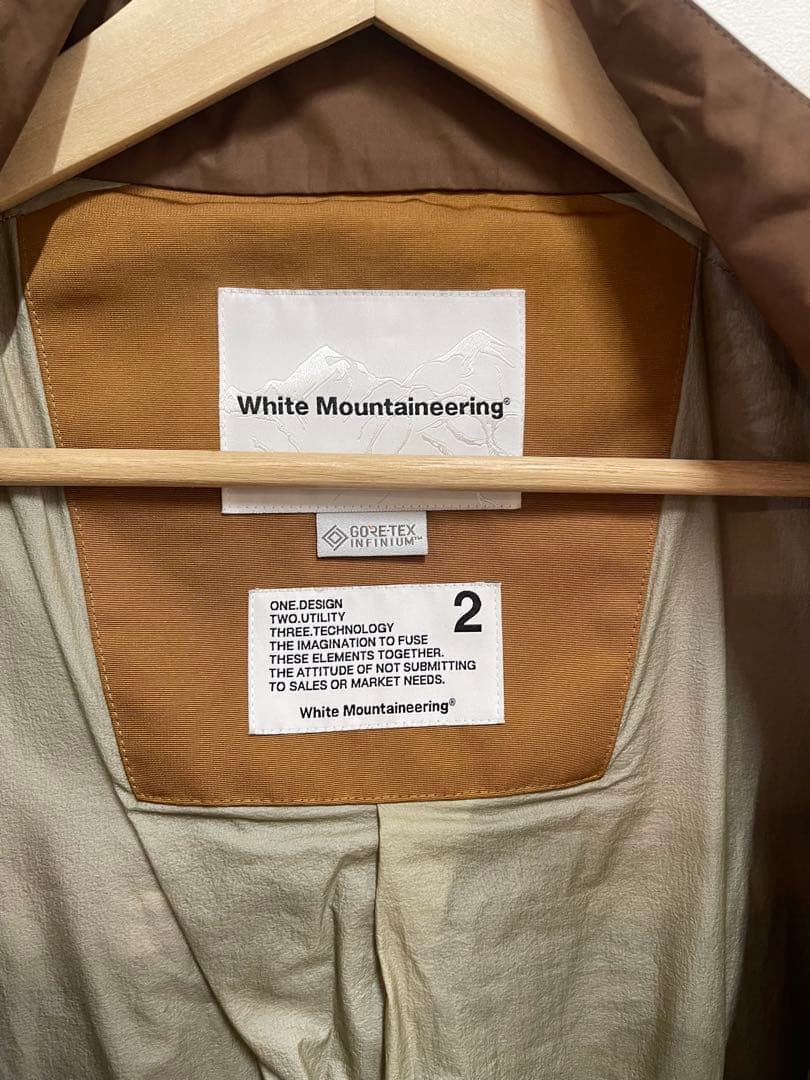 White Mountaineering®
GORE-TEX
INFINIUM™
ONE.DESIGN
TWO.UTILITY
THREE.TECHNOLOGY
THE IMAGINATION TO FUSE
THESE ELEMENTS TOGETHER.
THE ATTITUDE OF NOT SUBMITTING
TO SALES OR MARKET NEEDS.
2
White Mountaineering®